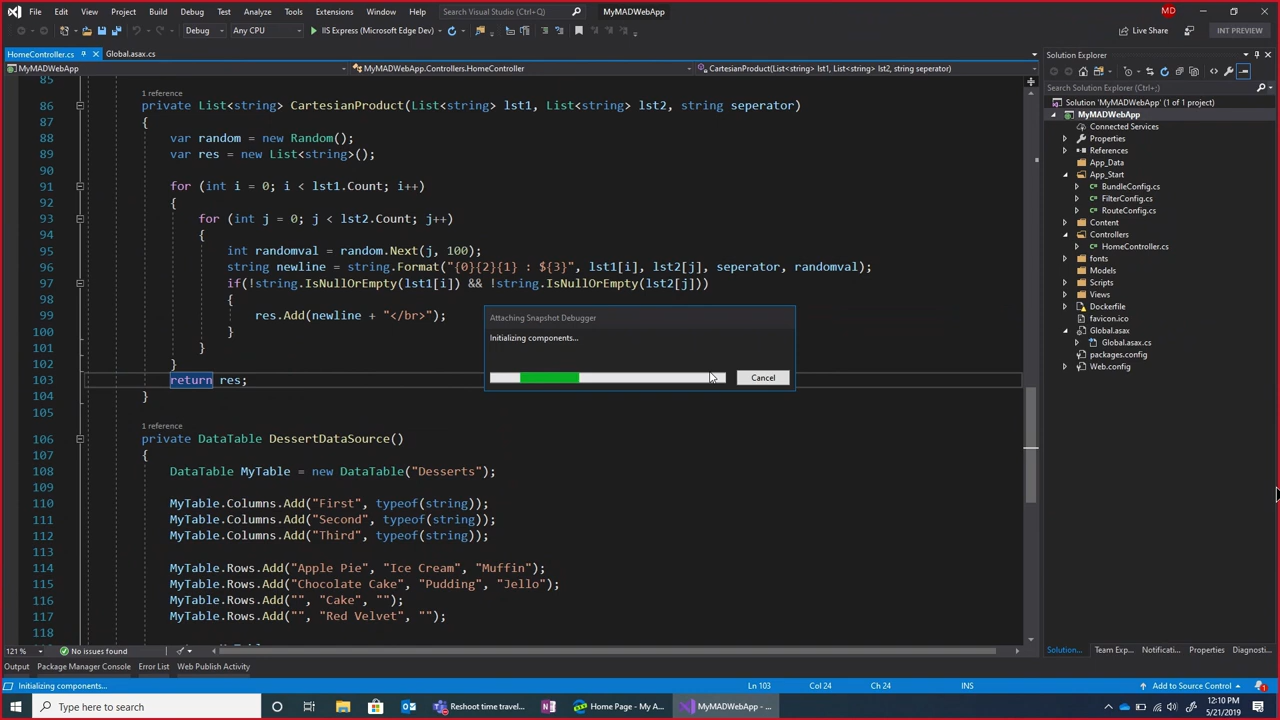 File Edit View Project Build Debug Test Analyze Tools Extensions Window Help Search Visual Studio (Ctrl+Q) MyMADWebApp MD
Debug Any CPU IIS Express (Microsoft Edge Dev) Live Share INT PREVIEW
HomeController.cs Global.asax.cs
MyMADWebApp MyMADWebApp.Controllers.HomeController CartesianProduct(List<string> lst1, List<string> lst2, string seperator)
85
1 reference
86 private List<string> CartesianProduct(List<string> lst1, List<string> lst2, string seperator)
87 {
88 var random = new Random();
89 var res = new List<string>();
90
91 for (int i = 0; i < lst1.Count; i++)
92 {
93 for (int j = 0; j < lst2.Count; j++)
94 {
95 int randomval = random.Next(j, 100);
96 string newline = string.Format("{0}{2}{1} : ${3}", lst1[i], lst2[j], seperator, randomval);
97 if(!string.IsNullOrEmpty(lst1[i]) && !string.IsNullOrEmpty(lst2[j]))
98 {
99 res.Add(newline + "</br>");
100 }
101 }
102 }
103 return res;
104 }
105
1 reference
106 private DataTable DessertDataSource()
107 {
108 DataTable MyTable = new DataTable("Desserts");
109
110 MyTable.Columns.Add("First", typeof(string));
111 MyTable.Columns.Add("Second", typeof(string));
112 MyTable.Columns.Add("Third", typeof(string));
113
114 MyTable.Rows.Add("Apple Pie", "Ice Cream", "Muffin");
115 MyTable.Rows.Add("Chocolate Cake", "Pudding", "Jello");
116 MyTable.Rows.Add("", "Cake", "");
117 MyTable.Rows.Add("", "Red Velvet", "");
118
Attaching Snapshot Debugger
Initializing components...
Cancel
Solution Explorer
Search Solution Explorer (Ctrl+;)
Solution 'MyMADWebApp' (1 of 1 project)
MyMADWebApp
Connected Services
Properties
References
App_Data
App_Start
BundleConfig.cs
FilterConfig.cs
RouteConfig.cs
Content
Controllers
HomeController.cs
fonts
Models
Scripts
Views
Dockerfile
favicon.ico
Global.asax
Global.asax.cs
packages.config
Web.config
121 % No issues found
Solution... Team Exp... Notificati... Properties Diagnosti...
Output Package Manager Console Error List Web Publish Activity
Initializing components... Ln 103 Col 24 Ch 24 INS Add to Source Control 1
Type here to search Reshoot time travel... Home Page - My A... MyMADWebApp - ... 12:10 PM
5/21/2019